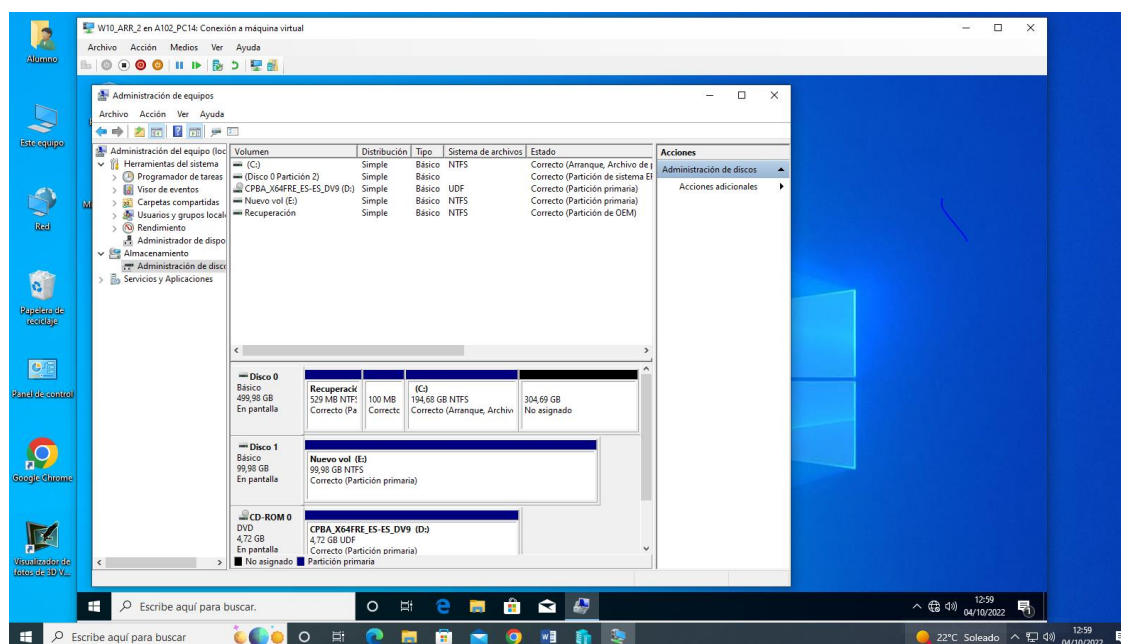 W10_ARR_2 en A102_PC14: Conexión a máquina virtual
Archivo Acción Medios Ver Ayuda
Alumno
Este equipo
Red
Papelera de reciclaje
Panel de control
Google Chrome
Visualizador de fotos de 3D V...
Administración de equipos
Archivo Acción Ver Ayuda
Administración del equipo (loc
Herramientas del sistema
Programador de tareas
Visor de eventos
Carpetas compartidas
Usuarios y grupos local
Rendimiento
Administrador de dispo
Almacenamiento
Administración de disc
Servicios y Aplicaciones
Volumen Distribución Tipo Sistema de archivos Estado
(C:) Simple Básico NTFS Correcto (Arranque, Archivo de p
(Disco 0 Partición 2) Simple Básico Correcto (Partición de sistema EF
CPBA_X64FRE_ES-ES_DV9 (D:) Simple Básico UDF Correcto (Partición primaria)
Nuevo vol (E:) Simple Básico NTFS Correcto (Partición primaria)
Recuperación Simple Básico NTFS Correcto (Partición de OEM)
Acciones
Administración de discos
Acciones adicionales
Disco 0
Básico
499,98 GB
En pantalla
Recuperació
529 MB NTFS
Correcto (Pa
100 MB
Correcto
(C:)
194,68 GB NTFS
Correcto (Arranque, Archiv
304,69 GB
No asignado
Disco 1
Básico
99,98 GB
En pantalla
Nuevo vol (E:)
99,98 GB NTFS
Correcto (Partición primaria)
CD-ROM 0
DVD
4,72 GB
En pantalla
CPBA_X64FRE_ES-ES_DV9 (D:)
4,72 GB UDF
Correcto (Partición primaria)
No asignado Partición primaria
Escribe aquí para buscar.
12:59
04/10/2022
Escribe aquí para buscar
22°C Soleado
12:59
04/10/2022